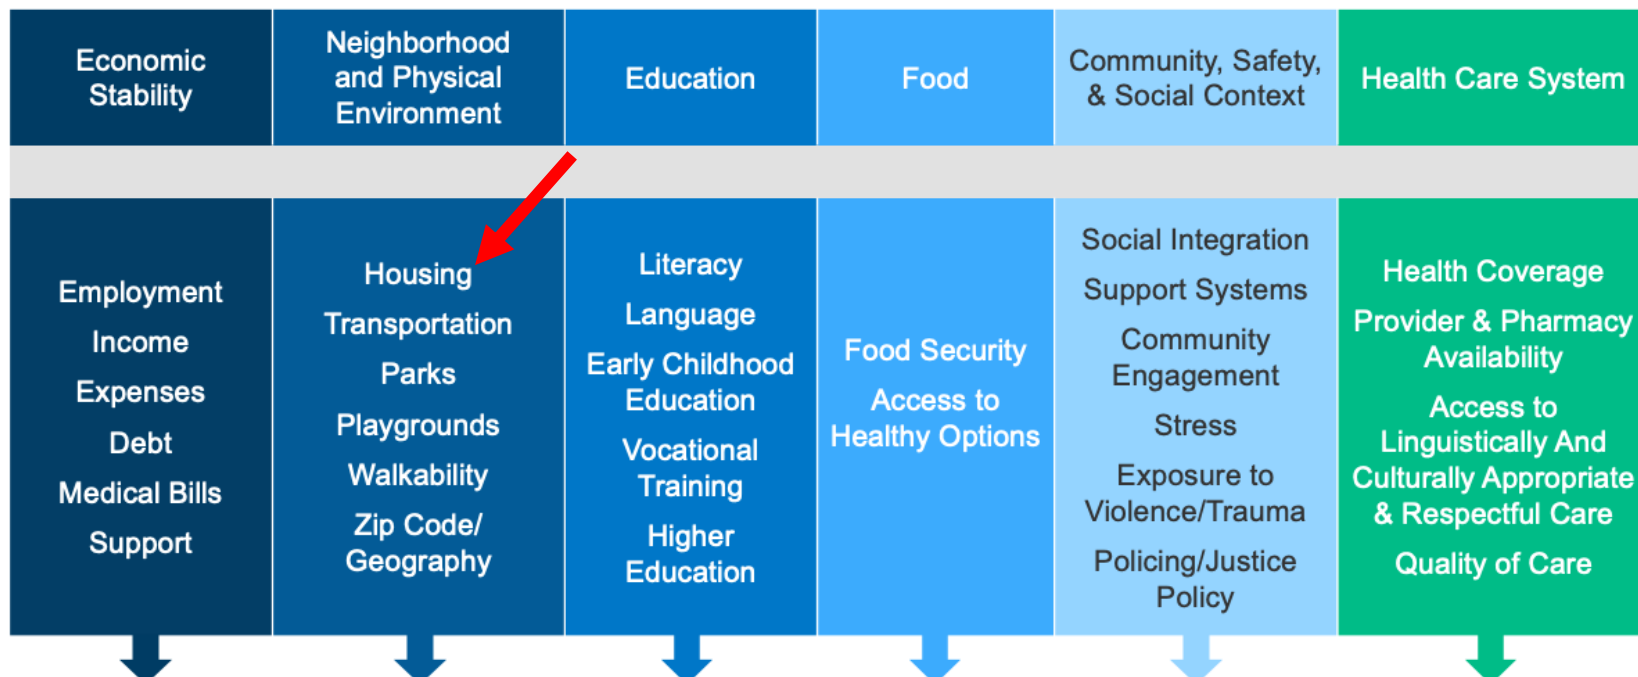 Economic
Stability
Neighborhood
and Physical
Environment
Education
Food
Community, Safety,
& Social Context
Health Care System
Employment
Income
Expenses
Debt
Medical Bills
Support
Housing
Transportation
Parks
Playgrounds
Walkability
Zip Code/
Geography
Literacy
Language
Early Childhood
Education
Vocational
Training
Higher
Education
Food Security
Access to
Healthy Options
Social Integration
Support Systems
Community
Engagement
Stress
Exposure to
Violence/Trauma
Policing/Justice
Policy
Health Coverage
Provider & Pharmacy
Availability
Access to
Linguistically And
Culturally Appropriate
& Respectful Care
Quality of Care